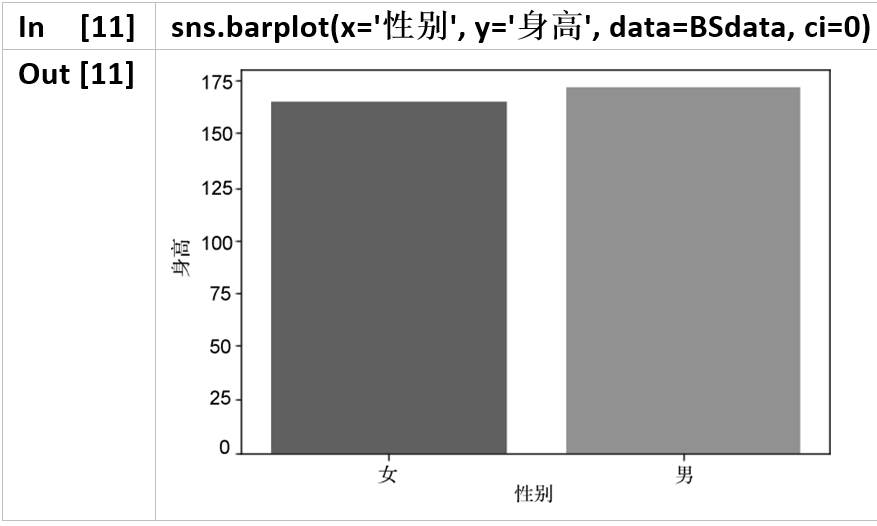 In [11] sns.barplot(x='性别', y='身高', data=BSdata, ci=0)
Out [11]
175
150
125
100
75
50
25
0
身高
女 男
性别